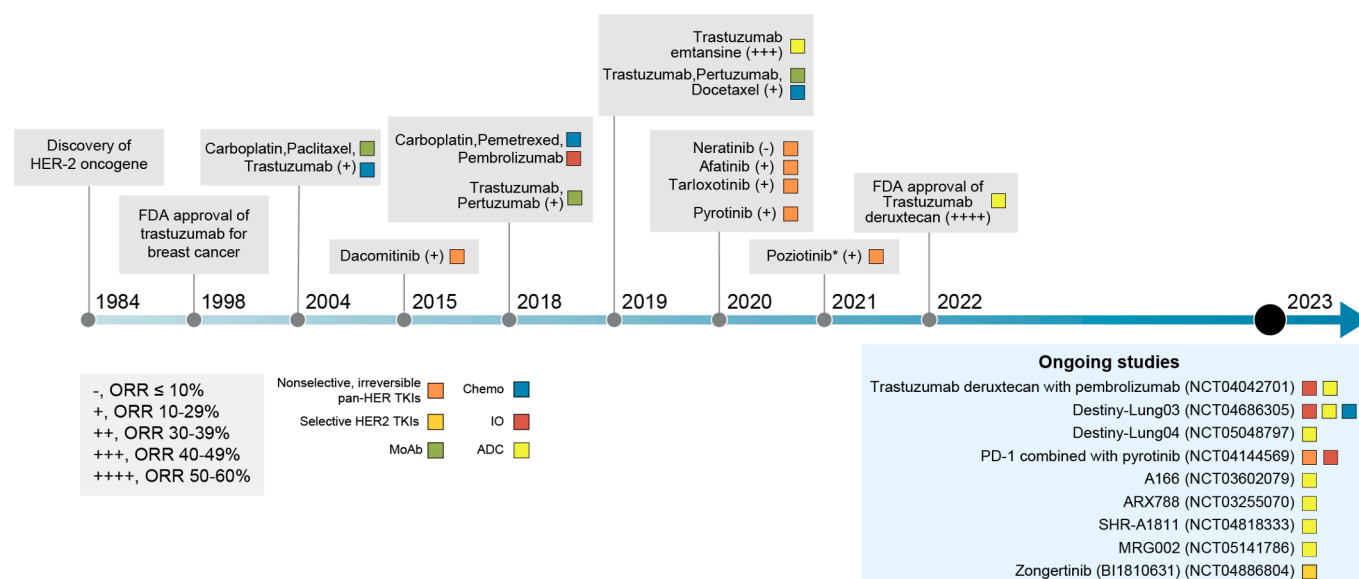 Discovery of
HER-2 oncogene
FDA approval of
trastuzumab for
breast cancer
Carboplatin,Paclitaxel,
Trastuzumab (+)
Dacomitinib (+)
Carboplatin,Pemetrexed,
Pembrolizumab
Trastuzumab,
Pertuzumab (+)
Trastuzumab
emtansine (+++)
Trastuzumab,Pertuzumab,
Docetaxel (+)
Neratinib (-)
Afatinib (+)
Tarloxotinib (+)
Pyrotinib (+)
Poziotinib* (+)
FDA approval of
Trastuzumab
deruxtecan (++++)
1984
1998
2004
2015
2018
2019
2020
2021
2022
2023
-, ORR ≤ 10%
+, ORR 10-29%
++, ORR 30-39%
+++, ORR 40-49%
++++, ORR 50-60%
Nonselective, irreversible
pan-HER TKIs
Selective HER2 TKIs
MoAb
Chemo
IO
ADC
Ongoing studies
Trastuzumab deruxtecan with pembrolizumab (NCT04042701)
Destiny-Lung03 (NCT04686305)
Destiny-Lung04 (NCT05048797)
PD-1 combined with pyrotinib (NCT04144569)
A166 (NCT03602079)
ARX788 (NCT03255070)
SHR-A1811 (NCT04818333)
MRG002 (NCT05141786)
Zongertinib (BI1810631) (NCT04886804)